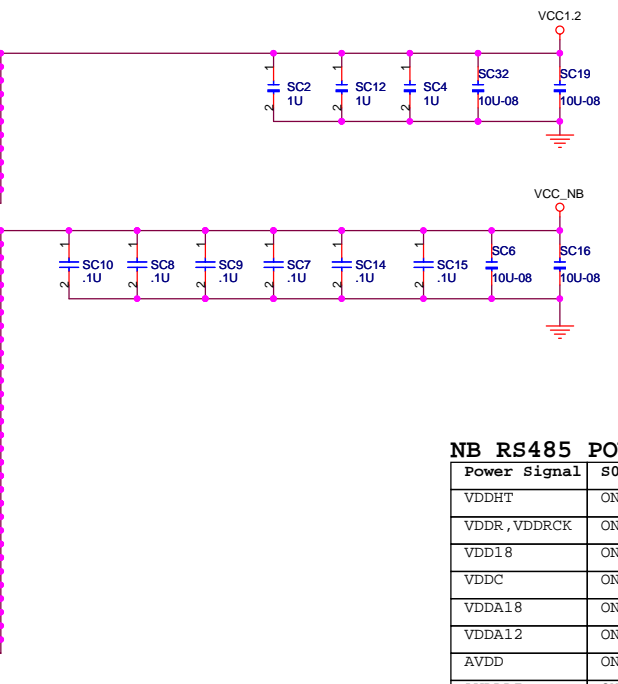 VCC1.2
1 1 1
SC2 SC12 SC4 SC32 SC19
1U 1U 1U 10U-08 10U-08
2 2 2
VCC_NB
1 1 1 1 1 1
SC10 SC8 SC9 SC7 SC14 SC15 SC6 SC16
.1U .1U .1U .1U .1U .1U 10U-08 10U-08
2 2 2 2 2 2
NB RS485 PO
Power Signal S0
VDDHT ON
VDDR,VDDRCK ON
VDD18 ON
VDDC ON
VDDA18 ON
VDDA12 ON
AVDD ON